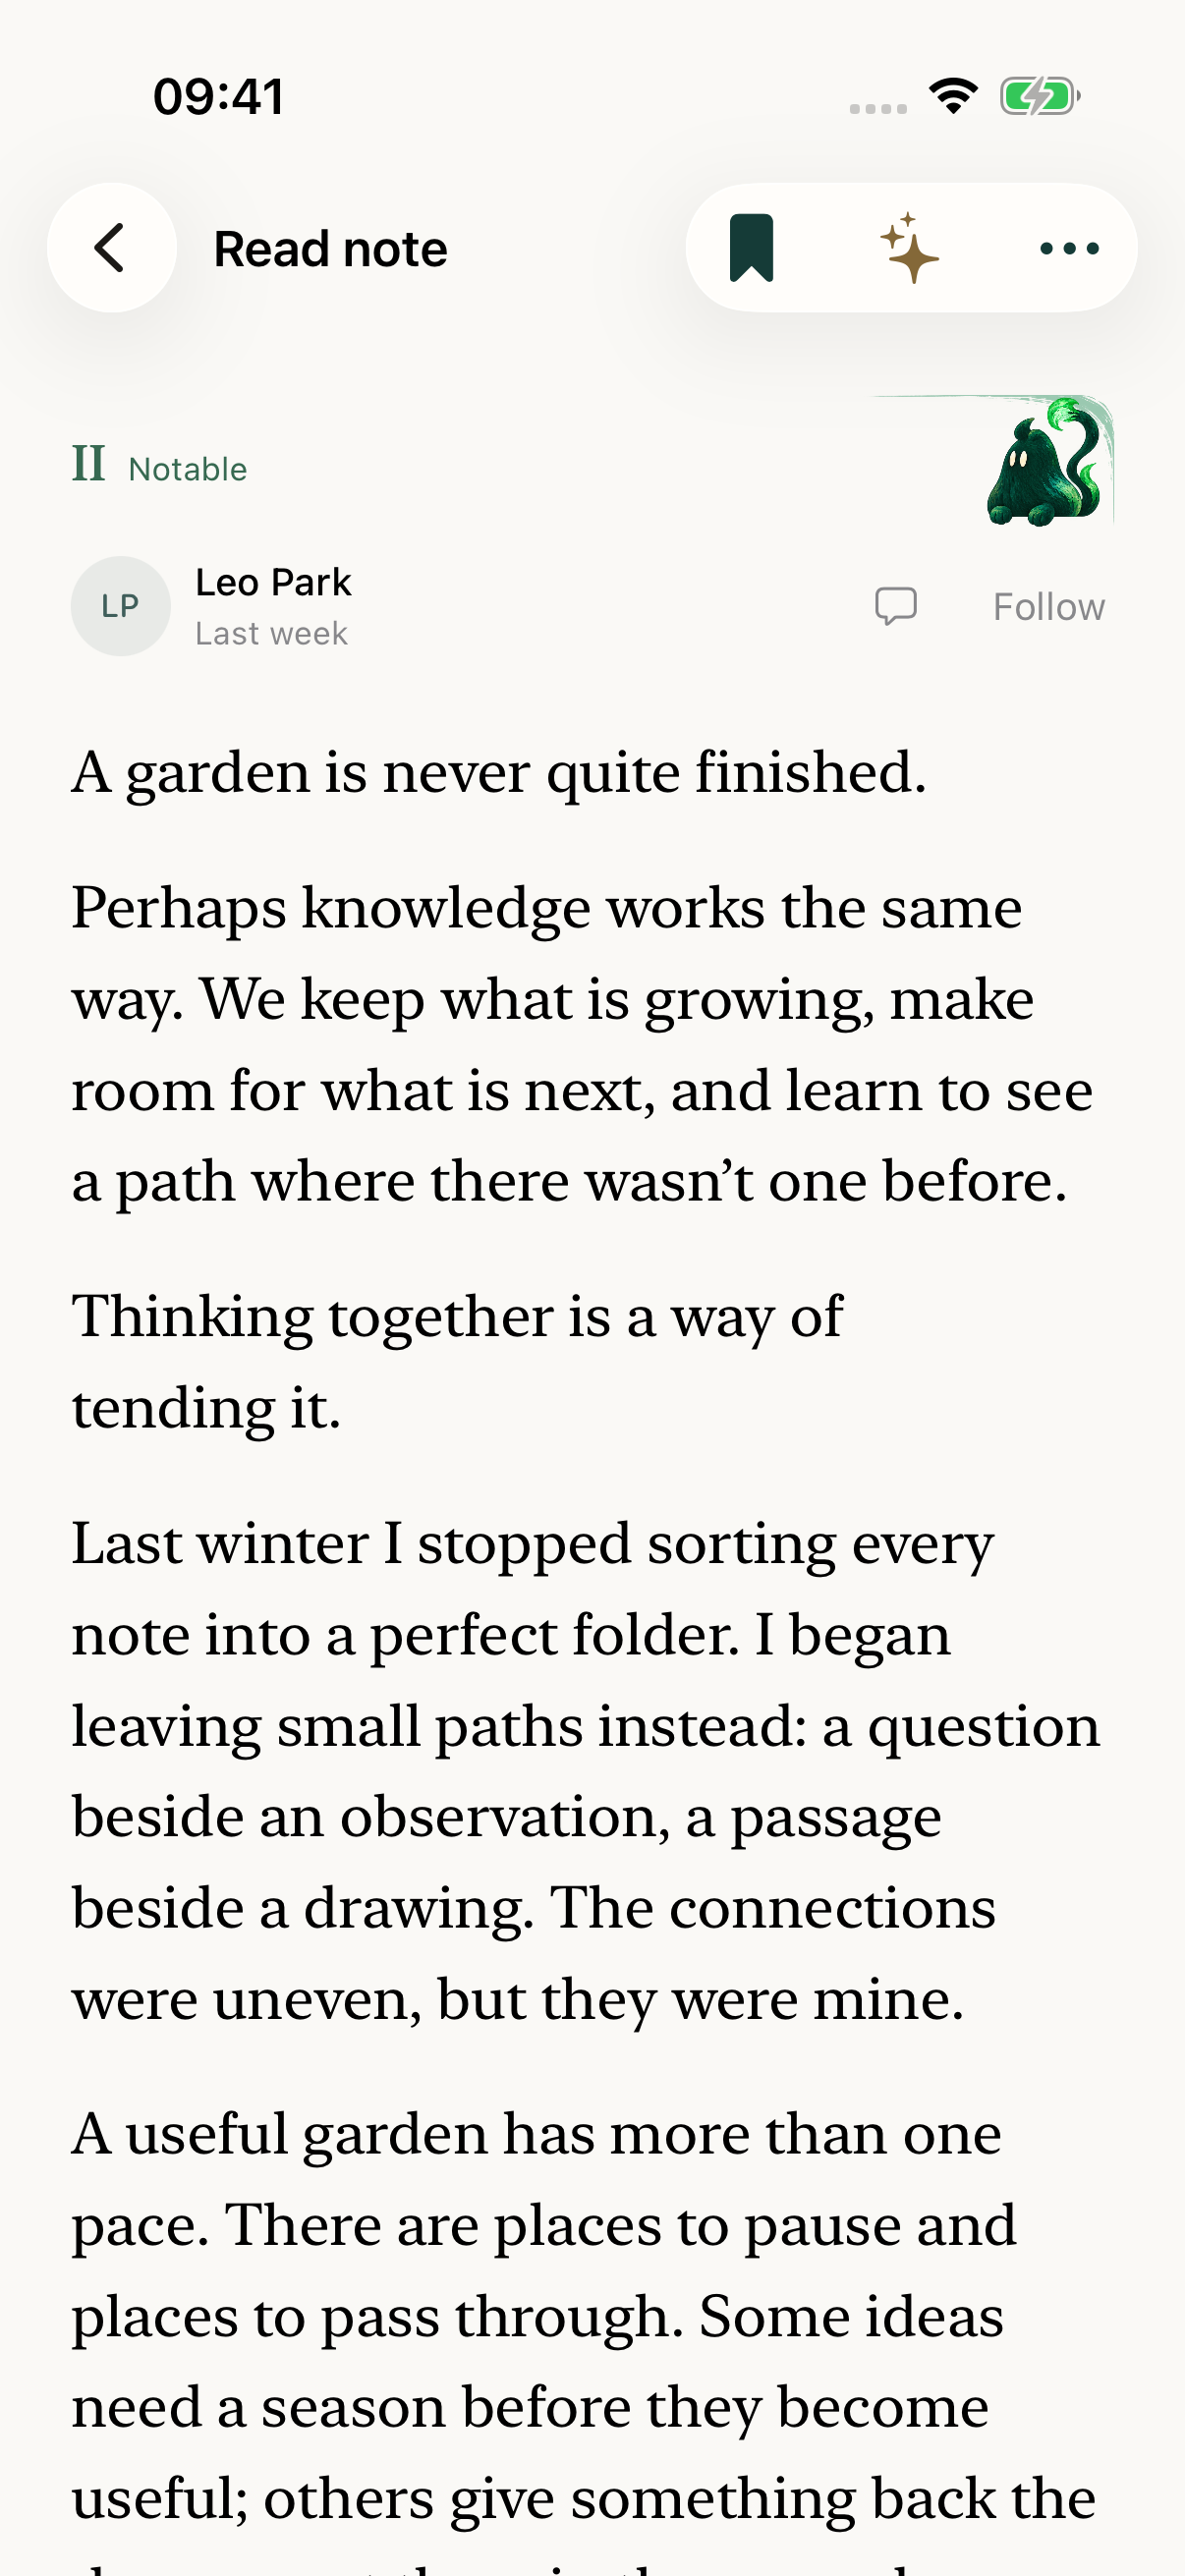 09:41
Read note
II Notable
LP
Leo Park
Last week
Follow
A garden is never quite finished.
Perhaps knowledge works the same
way. We keep what is growing, make
room for what is next, and learn to see
a path where there wasn’t one before.
Thinking together is a way of
tending it.
Last winter I stopped sorting every
note into a perfect folder. I began
leaving small paths instead: a question
beside an observation, a passage
beside a drawing. The connections
were uneven, but they were mine.
A useful garden has more than one
pace. There are places to pause and
places to pass through. Some ideas
need a season before they become
useful; others give something back the